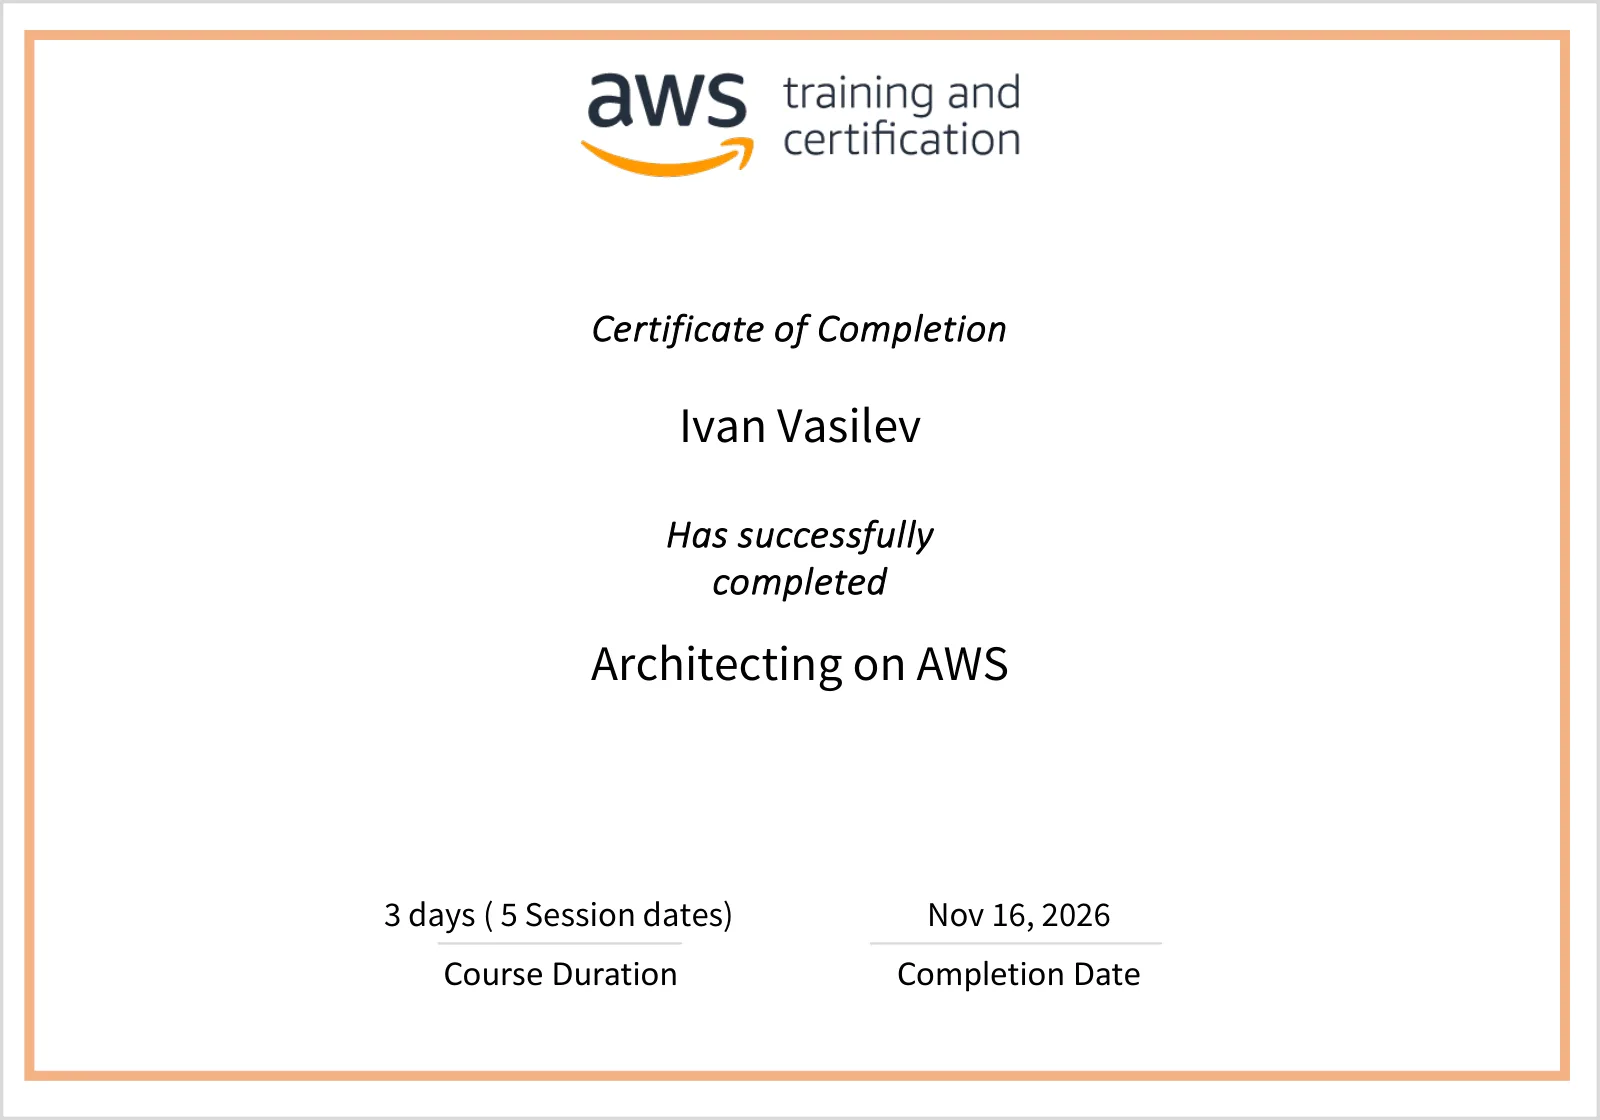 aws training and
certification
Certificate of Completion
Ivan Vasilev
Has successfully
completed
Architecting on AWS
3 days ( 5 Session dates)
Course Duration
Nov 16, 2026
Completion Date